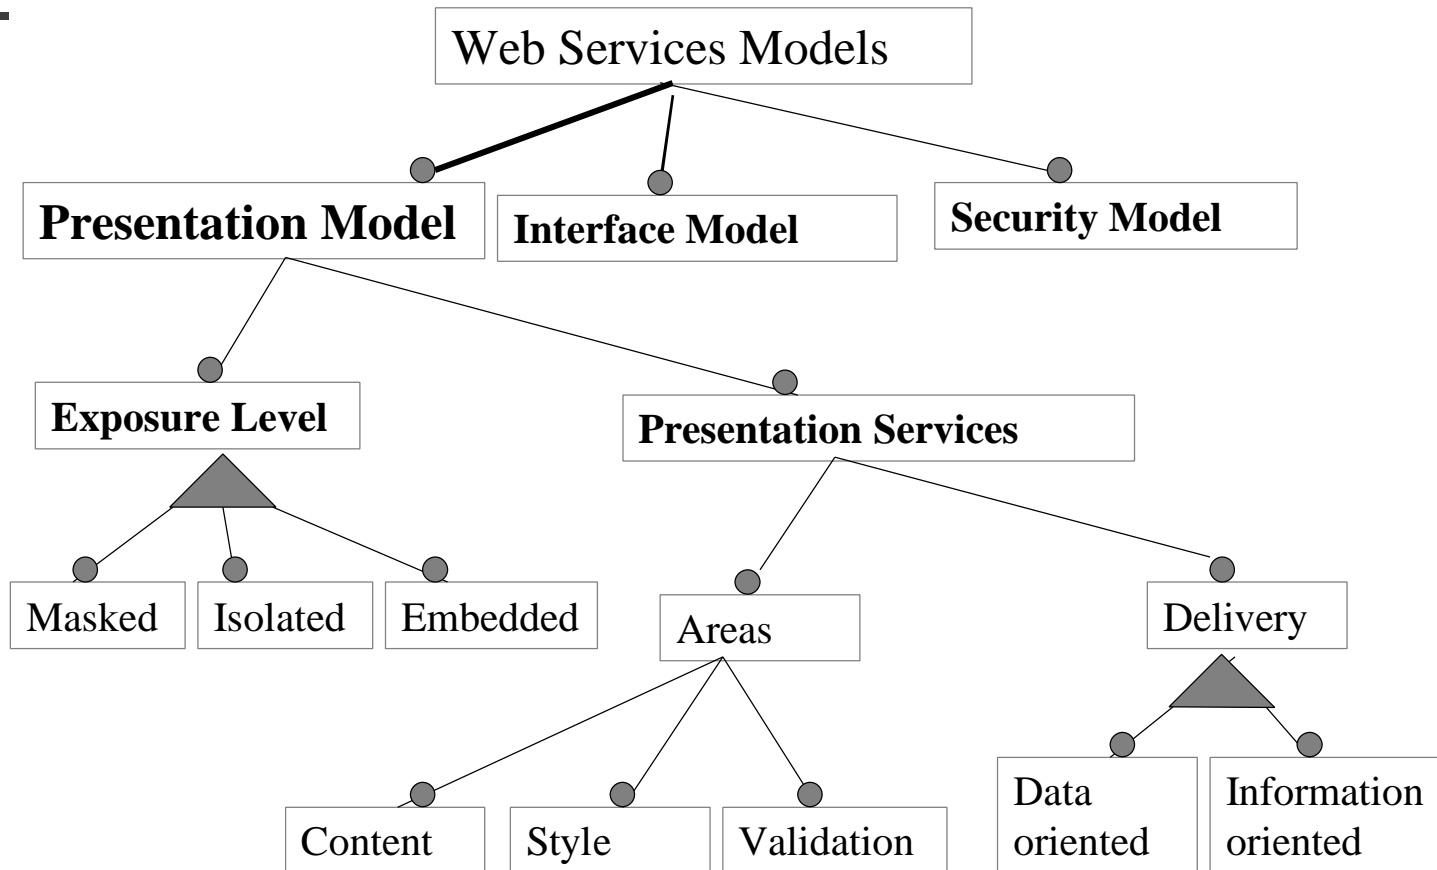 Web Services Models
Presentation Model
Interface Model
Security Model
Exposure Level
Presentation Services
Masked
Isolated
Embedded
Areas
Delivery
Content
Style
Validation
Data
oriented
Information
oriented